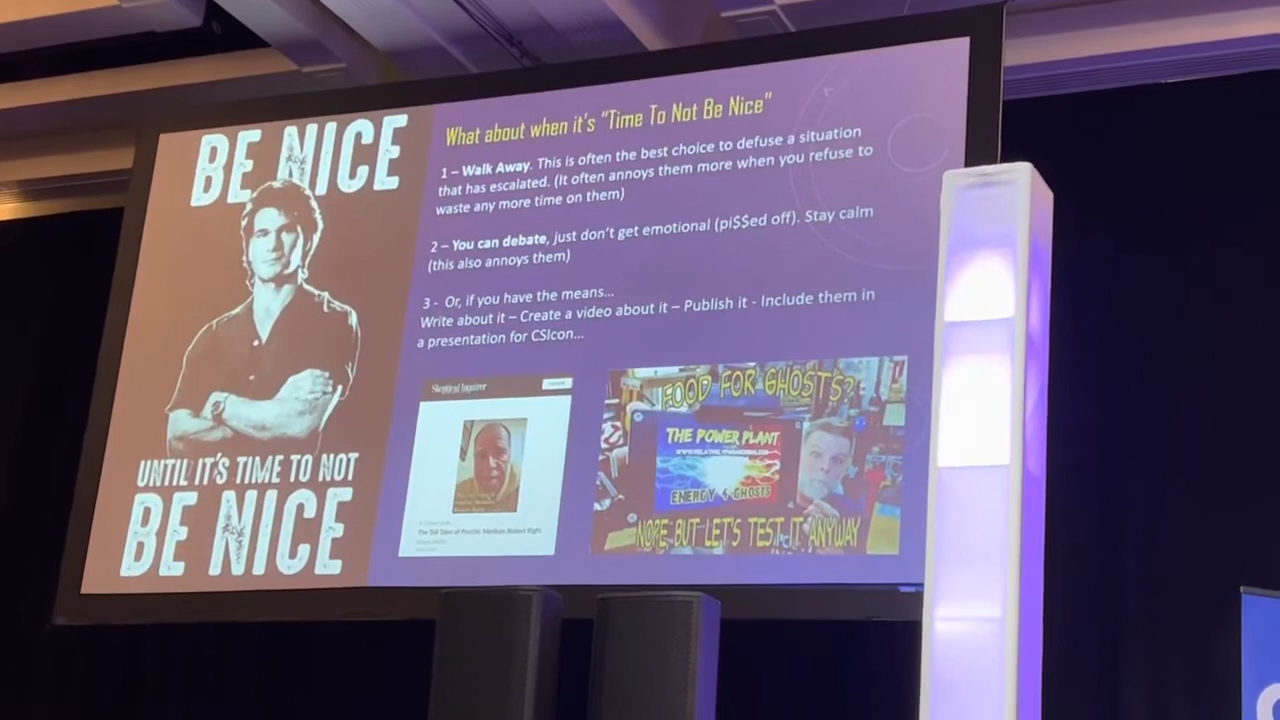 BE NICE
UNTIL IT'S TIME TO NOT
BE NICE
What about when it's "Time To Not Be Nice"
1 – Walk Away. This is often the best choice to defuse a situation
that has escalated. (It often annoys them more when you refuse to
waste any more time on them)
2 – You can debate, just don't get emotional (pi$$ed off). Stay calm
(this also annoys them)
3 - Or, if you have the means...
Write about it – Create a video about it – Publish it - Include them in
a presentation for CSIcon...
Skeptical Inquirer
The Tall Tales of Psychic Medium Robert Right
FOOD FOR GHOSTS?
THE POWER PLANT
ENERGY 4 GHOSTS
NOPE BUT LET'S TEST IT ANYWAY